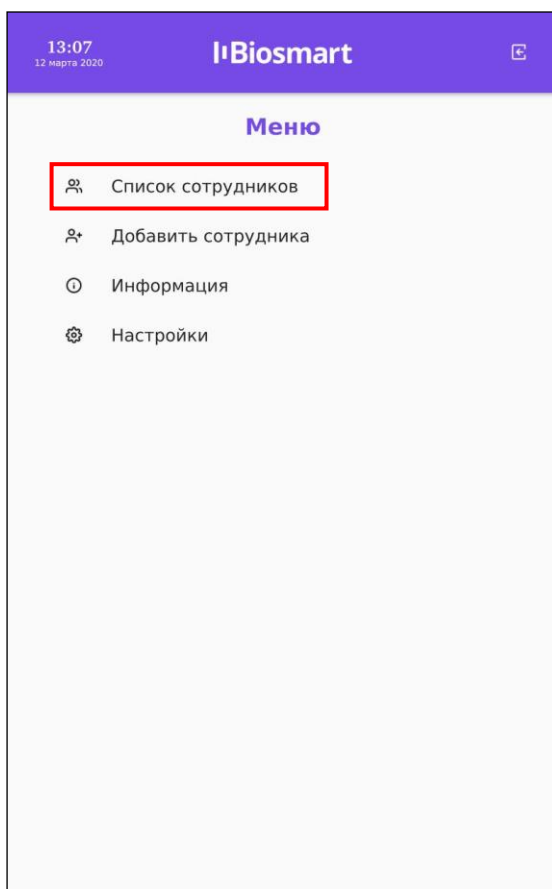 13:07
12 марта 2020
Biosmart
Меню
Список сотрудников
Добавить сотрудника
Информация
Настройки